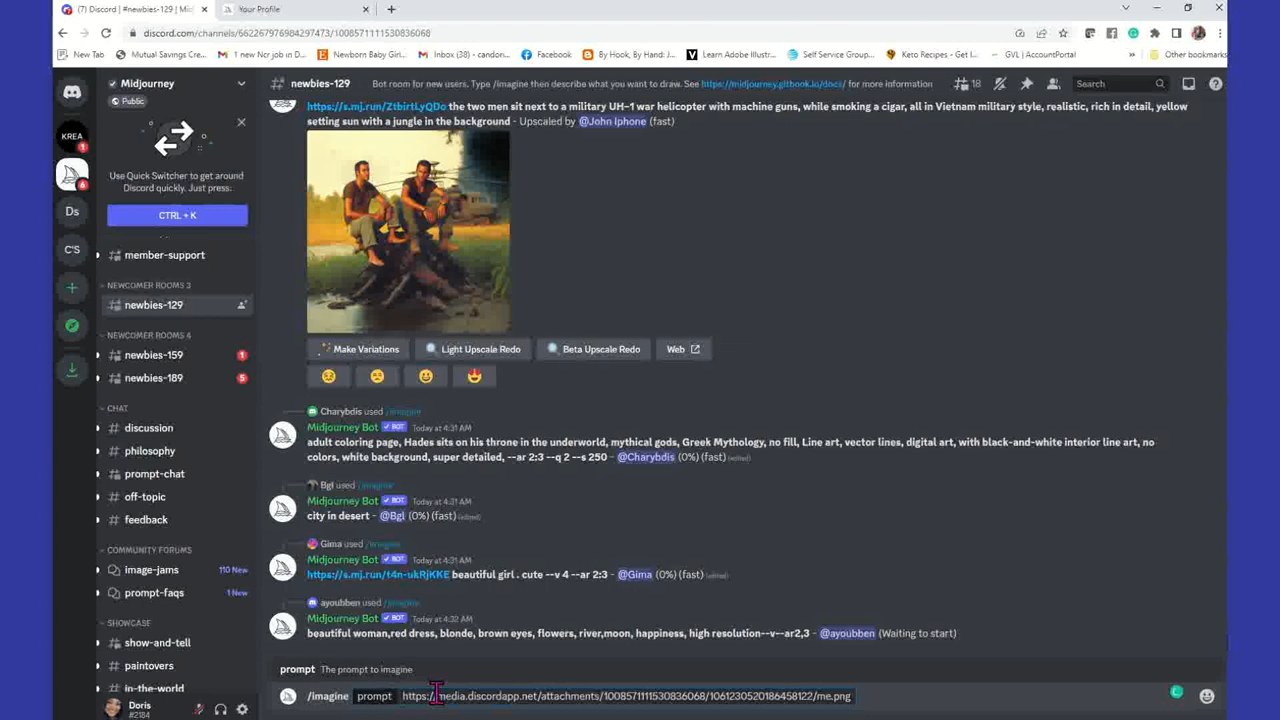 (7) Discord | #newbies-129 | Mid
Your Profile
discord.com/channels/662267976984297473/1008571111530836068
New Tab
Mutual Savings Cre...
1 new Ncr job in D...
Newborn Baby Girl...
Inbox (38) - candon...
Facebook
By Hook, By Hand: J...
Learn Adobe Illustr...
Self Service Group...
Keto Recipes - Get I...
GVL | AccountPortal
Other bookmarks
Midjourney
Public
newbies-129
Bot room for new users. Type /imagine then describe what you want to draw. See https://midjourney.gitbook.io/docs/ for more information
18
Search
KREA
1
6
Ds
C'S
Use Quick Switcher to get around
Discord quickly. Just press:
CTRL + K
member-support
NEWCOMER ROOMS 3
newbies-129
NEWCOMER ROOMS 4
newbies-159
1
newbies-189
5
CHAT
discussion
philosophy
prompt-chat
off-topic
feedback
COMMUNITY FORUMS
image-jams
110 New
prompt-faqs
1 New
SHOWCASE
show-and-tell
paintovers
in-the-world
Doris
#2184
https://s.mj.run/ZtbirtLyQDo the two men sit next to a military UH-1 war helicopter with machine guns, while smoking a cigar, all in Vietnam military style, realistic, rich in detail, yellow
setting sun with a jungle in the background - Upscaled by @John Iphone (fast)
Make Variations
Light Upscale Redo
Beta Upscale Redo
Web
Charybdis used /imagine
Midjourney Bot BOT Today at 4:31 AM
adult coloring page, Hades sits on his throne in the underworld, mythical gods, Greek Mythology, no fill, Line art, vector lines, digital art, with black-and-white interior line art, no
colors, white background, super detailed, --ar 2:3 --q 2 --s 250 - @Charybdis (0%) (fast) (edited)
Bgl used /imagine
Midjourney Bot BOT Today at 4:31 AM
city in desert - @Bgl (0%) (fast) (edited)
Gima used /imagine
Midjourney Bot BOT Today at 4:31 AM
https://s.mj.run/t4n-ukRjKKE beautiful girl . cute --v 4 --ar 2:3 - @Gima (0%) (fast) (edited)
ayoubben used /imagine
Midjourney Bot BOT Today at 4:32 AM
beautiful woman,red dress, blonde, brown eyes, flowers, river,moon, happiness, high resolution--v--ar2,3 - @ayoubben (Waiting to start)
prompt The prompt to imagine
/imagine prompt https://media.discordapp.net/attachments/1008571111530836068/1061230520186458122/me.png